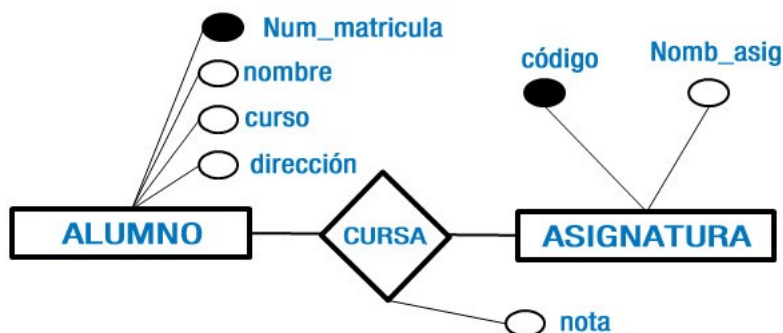 Num_matricula
nombre
curso
dirección
código
Nomb_asig
ALUMNO
CURSA
ASIGNATURA
nota